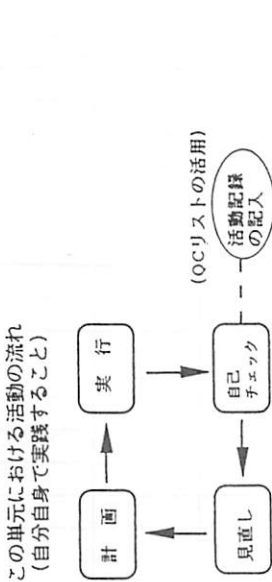 この単元における活動の流れ
(自分自身で実践すること)
計 画
実 行
(QCリストの活用)
自己
チェック
活動記録
の記入
見直し